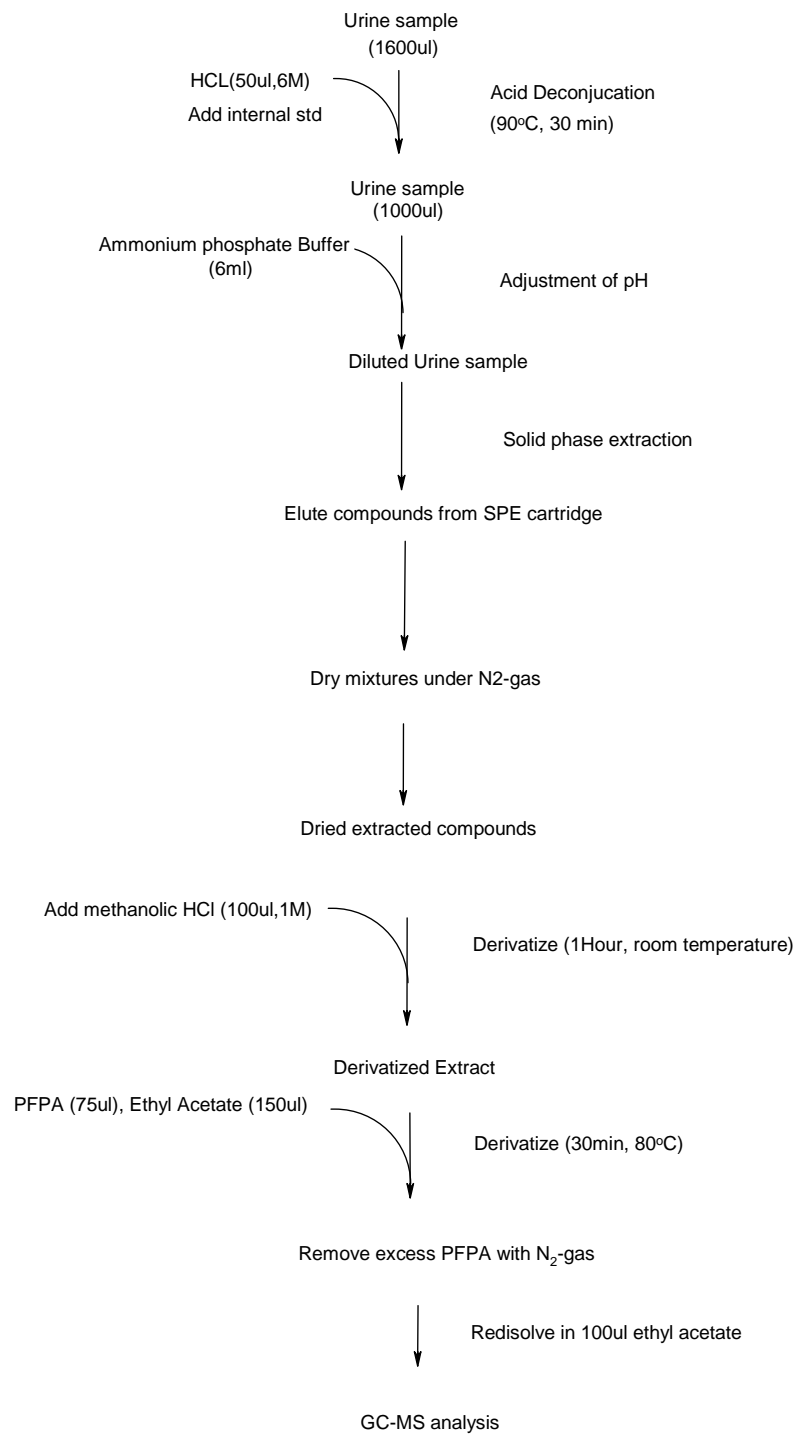 Urine sample
(1600ul)
HCL(50ul,6M)
Add internal std
Acid Deconjucation
(90°C, 30 min)
Urine sample
(1000ul)
Ammonium phosphate Buffer
(6ml)
Adjustment of pH
Diluted Urine sample
Solid phase extraction
Elute compounds from SPE cartridge
Dry mixtures under N2-gas
Dried extracted compounds
Add methanolic HCl (100ul,1M)
Derivatize (1Hour, room temperature)
Derivatized Extract
PFPA (75ul), Ethyl Acetate (150ul)
Derivatize (30min, 80°C)
Remove excess PFPA with N₂-gas
Redisolve in 100ul ethyl acetate
GC-MS analysis